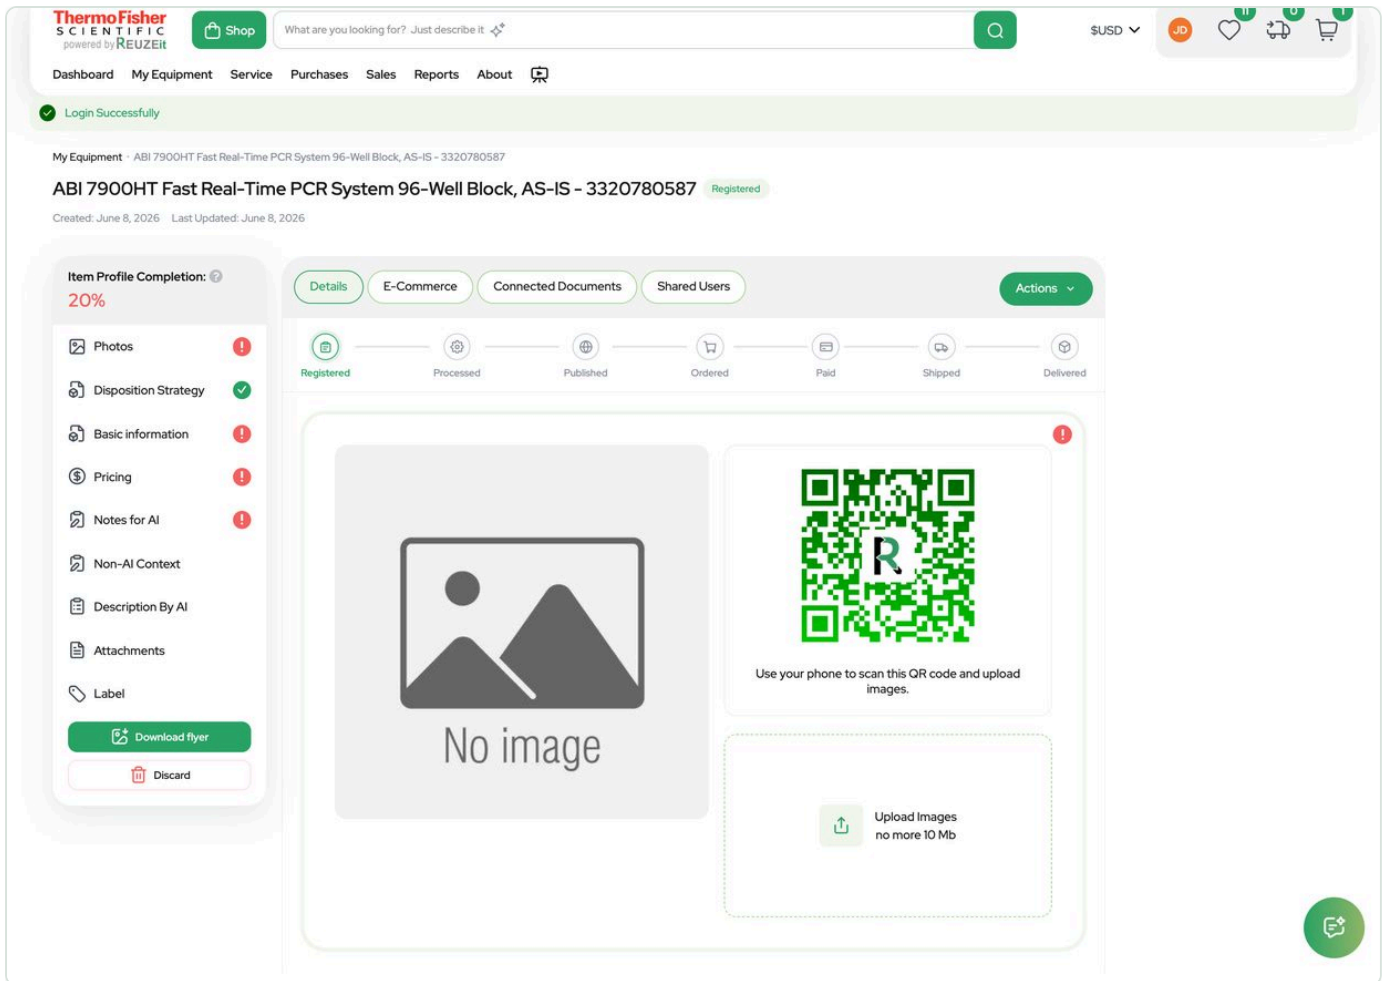 ThermoFisher
SCIENTIFIC
powered by REUZEit
Shop
What are you looking for? Just describe it
$USD
JD
11
0
1
Dashboard My Equipment Service Purchases Sales Reports About
Login Successfully
My Equipment · ABI 7900HT Fast Real-Time PCR System 96-Well Block, AS-IS - 3320780587
ABI 7900HT Fast Real-Time PCR System 96-Well Block, AS-IS - 3320780587 Registered
Created: June 8, 2026 Last Updated: June 8, 2026
Item Profile Completion: ?
20%
Photos
Disposition Strategy
Basic information
Pricing
Notes for AI
Non-AI Context
Description By AI
Attachments
Label
Download flyer
Discard
Details E-Commerce Connected Documents Shared Users
Actions
Registered Processed Published Ordered Paid Shipped Delivered
No image
R
Use your phone to scan this QR code and upload
images.
Upload Images
no more 10 Mb